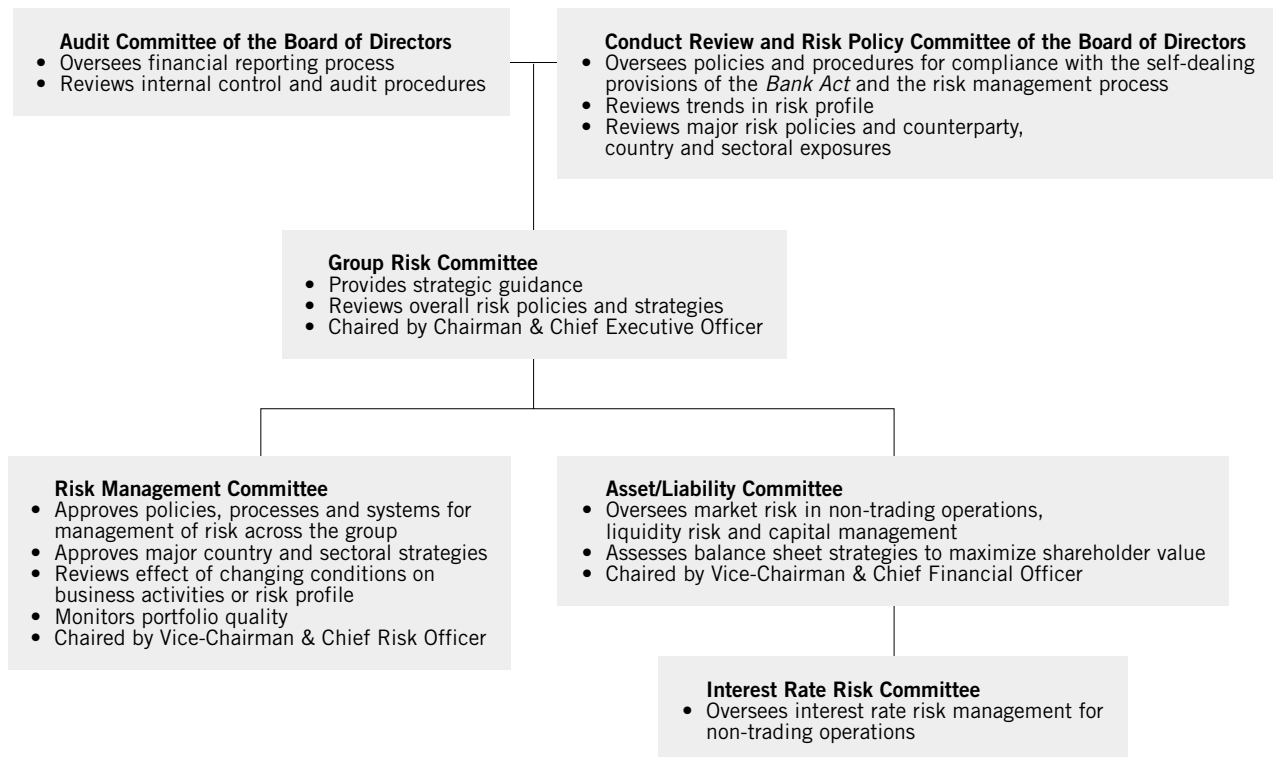 Audit Committee of the Board of Directors
• Oversees financial reporting process
• Reviews internal control and audit procedures
Conduct Review and Risk Policy Committee of the Board of Directors
• Oversees policies and procedures for compliance with the self-dealing
provisions of the Bank Act and the risk management process
• Reviews trends in risk profile
• Reviews major risk policies and counterparty,
country and sectoral exposures
Group Risk Committee
• Provides strategic guidance
• Reviews overall risk policies and strategies
• Chaired by Chairman & Chief Executive Officer
Risk Management Committee
• Approves policies, processes and systems for
management of risk across the group
• Approves major country and sectoral strategies
• Reviews effect of changing conditions on
business activities or risk profile
• Monitors portfolio quality
• Chaired by Vice-Chairman & Chief Risk Officer
Asset/Liability Committee
• Oversees market risk in non-trading operations,
liquidity risk and capital management
• Assesses balance sheet strategies to maximize shareholder value
• Chaired by Vice-Chairman & Chief Financial Officer
Interest Rate Risk Committee
• Oversees interest rate risk management for
non-trading operations